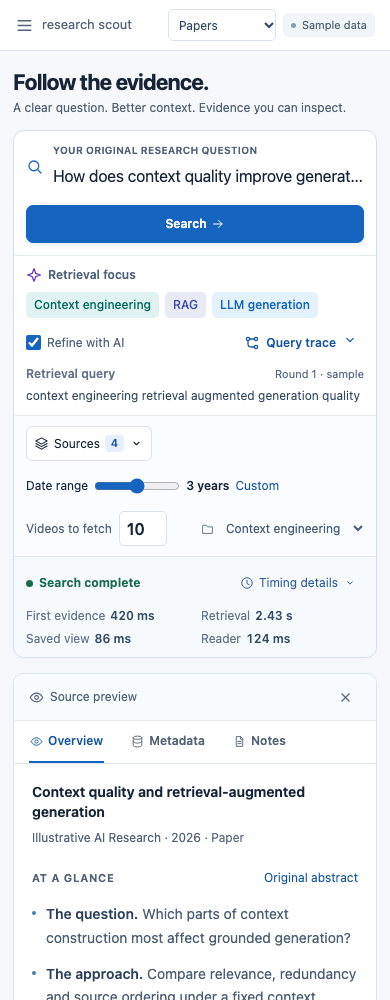 research scout
Papers
Sample data
Follow the evidence.
A clear question. Better context. Evidence you can inspect.
YOUR ORIGINAL RESEARCH QUESTION
How does context quality improve generat...
Search →
Retrieval focus
Context engineering
RAG
LLM generation
Refine with AI
Query trace
Retrieval query
Round 1 · sample
context engineering retrieval augmented generation quality
Sources 4
Date range
3 years
Custom
Videos to fetch
10
Context engineering
Search complete
Timing details
First evidence 420 ms
Retrieval 2.43 s
Saved view 86 ms
Reader 124 ms
Source preview
Overview
Metadata
Notes
Context quality and retrieval-augmented
generation
Illustrative AI Research · 2026 · Paper
AT A GLANCE
Original abstract
• The question. Which parts of context
construction most affect grounded generation?
• The approach. Compare relevance, redundancy
and source ordering under a fixed context